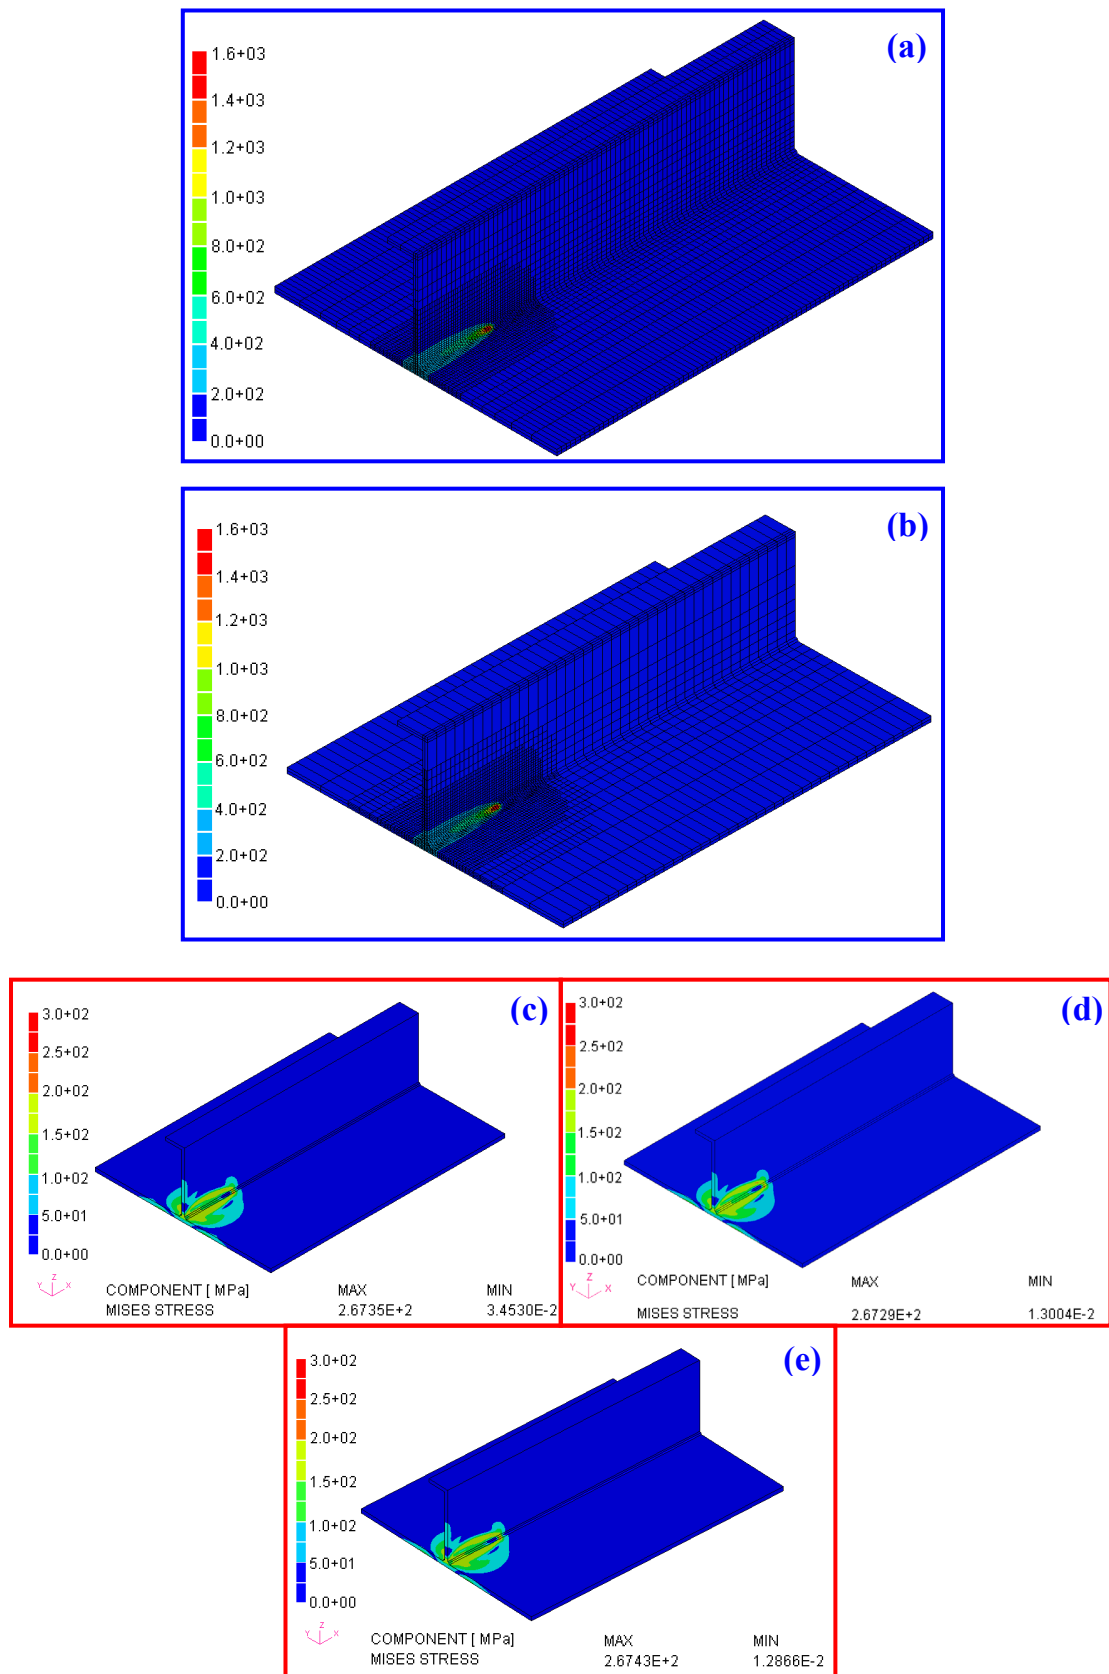 (a)
1.6+03
1.4+03
1.2+03
1.0+03
8.0+02
6.0+02
4.0+02
2.0+02
0.0+00
(b)
1.6+03
1.4+03
1.2+03
1.0+03
8.0+02
6.0+02
4.0+02
2.0+02
0.0+00
(c)
3.0+02
2.5+02
2.0+02
1.5+02
1.0+02
5.0+01
0.0+00
Z
Y X
COMPONENT [ MPa] MAX MIN
MISES STRESS 2.6735E+2 3.4530E-2
(d)
3.0+02
2.5+02
2.0+02
1.5+02
1.0+02
5.0+01
0.0+00
Z
Y X
COMPONENT [ MPa] MAX MIN
MISES STRESS 2.6729E+2 1.3004E-2
(e)
3.0+02
2.5+02
2.0+02
1.5+02
1.0+02
5.0+01
0.0+00
Z
Y X
COMPONENT [ MPa] MAX MIN
MISES STRESS 2.6743E+2 1.2866E-2